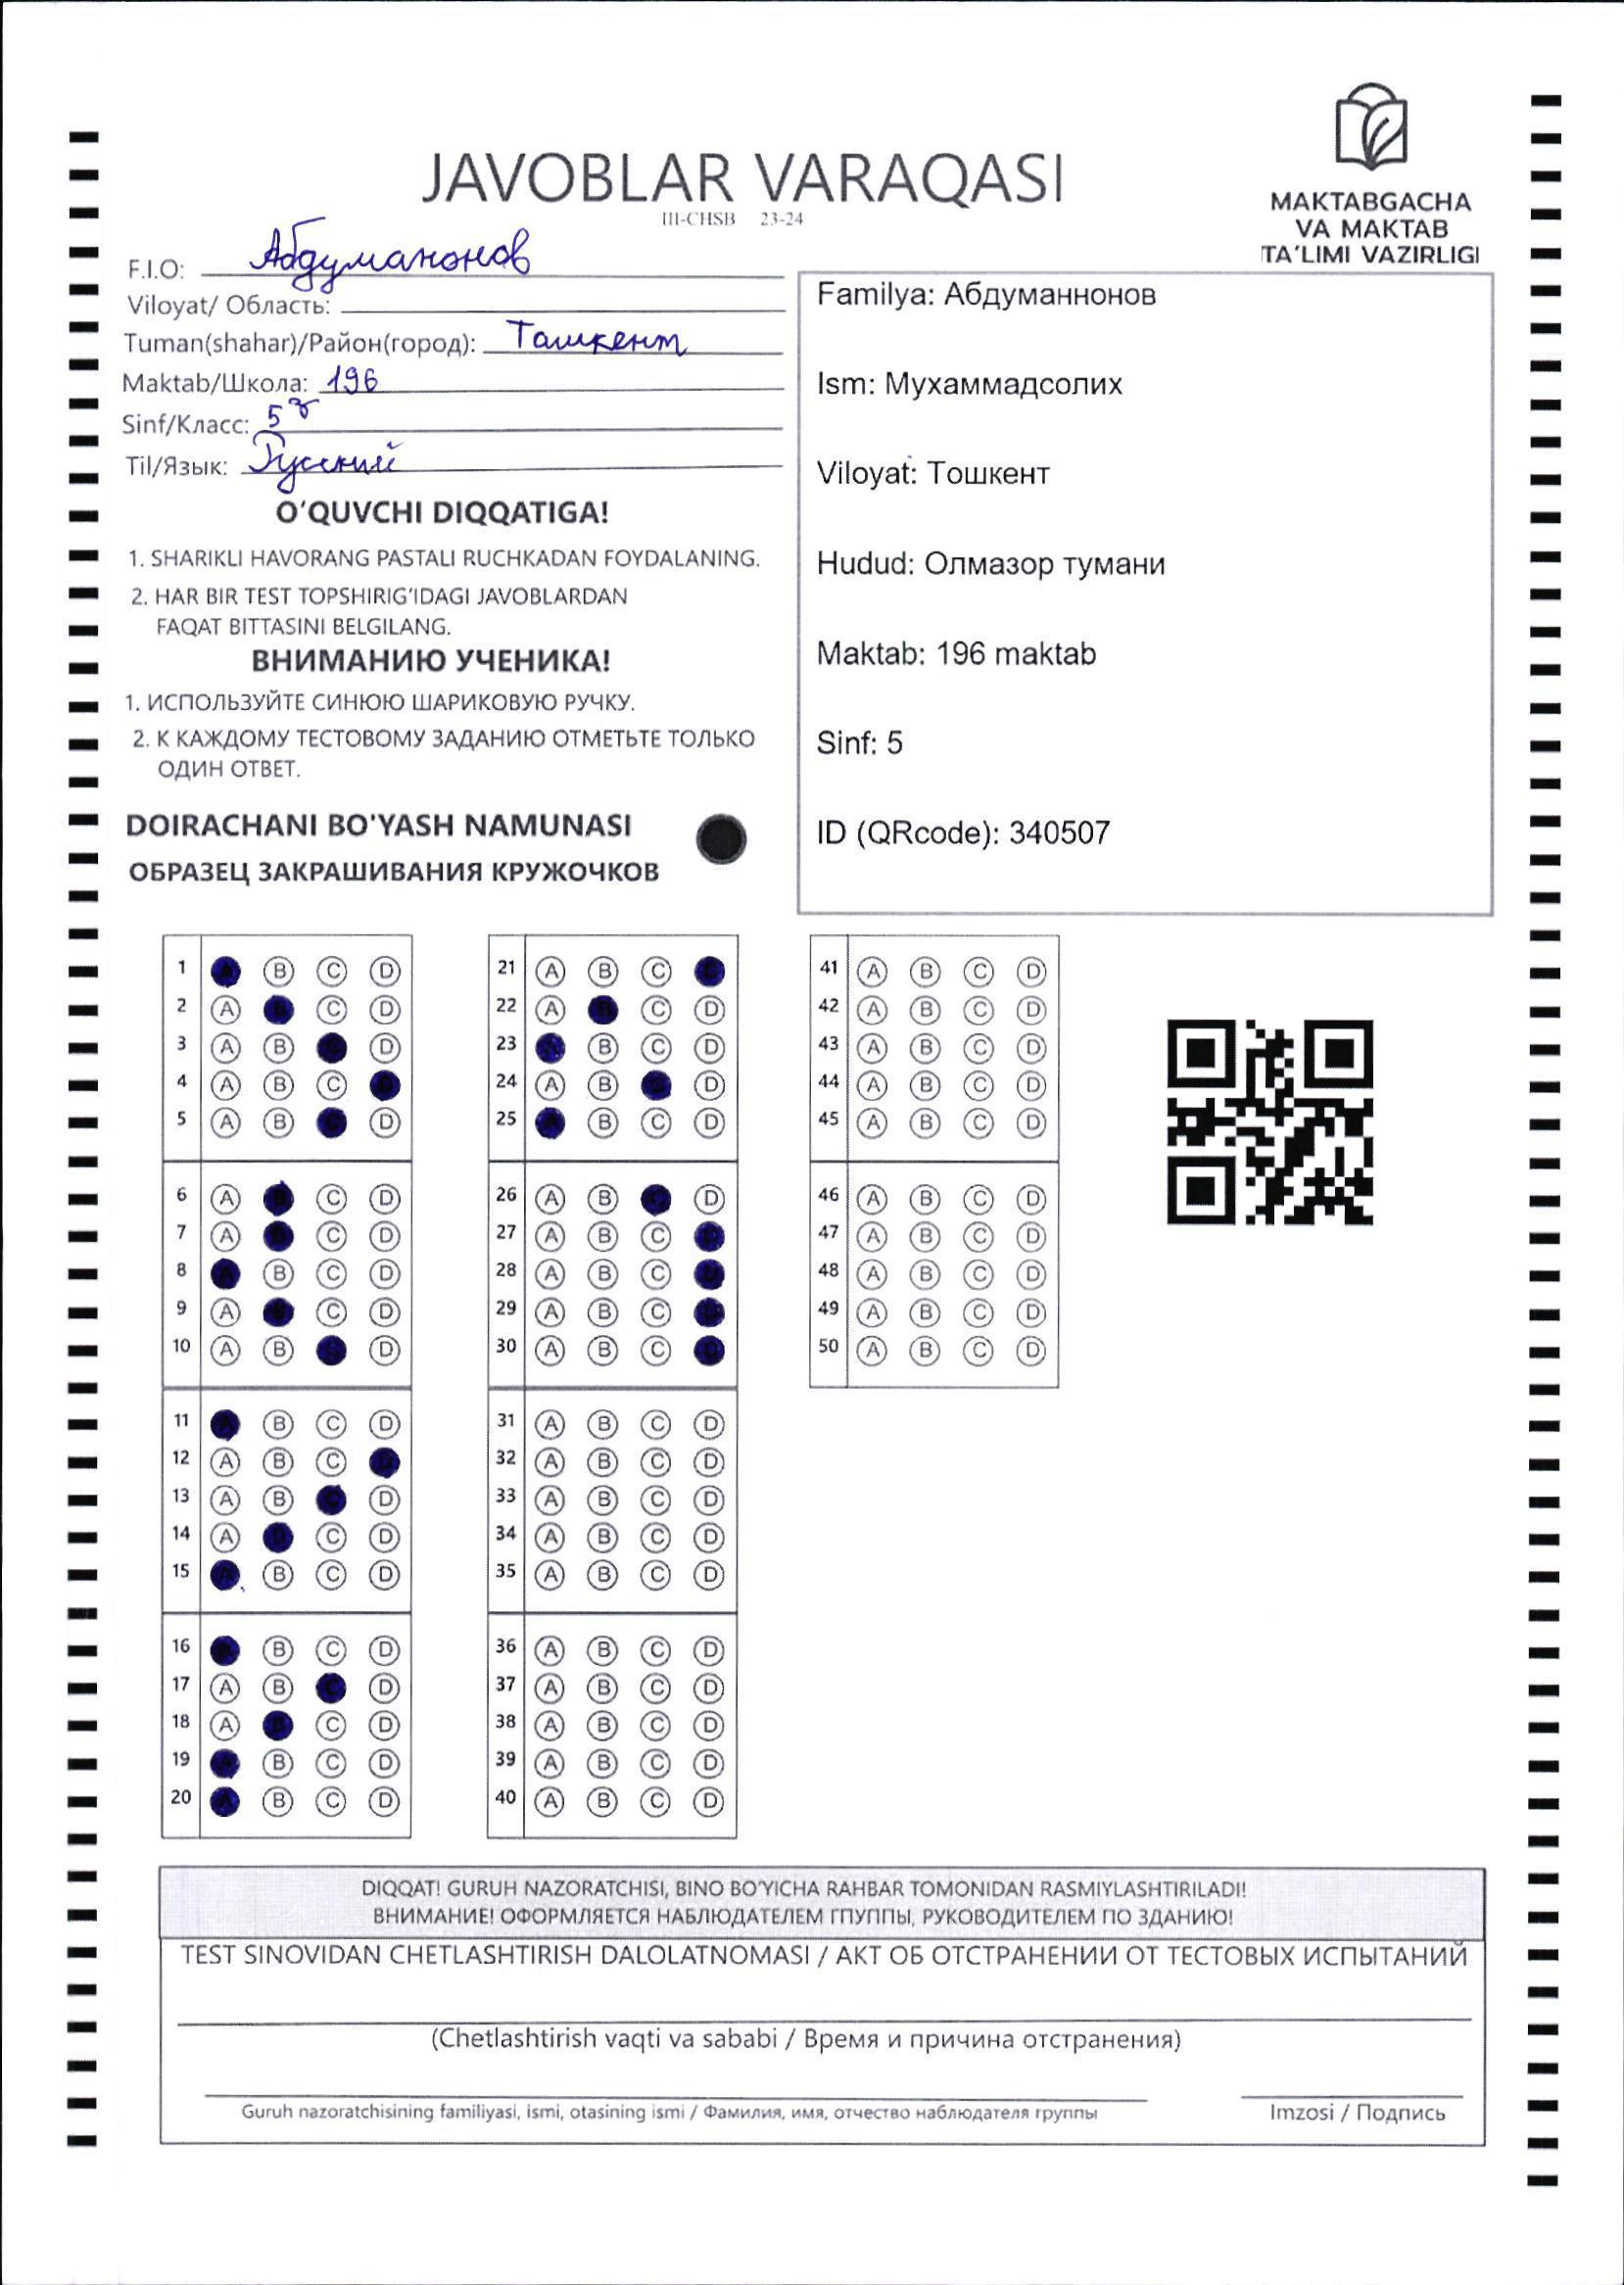 JAVOBLAR VARAQASI
III-CHSB 23-24
MAKTABGACHA
VA MAKTAB
TA'LIMI VAZIRLIGI
F.I.O: Абдуманонов
Viloyat/ Область:
Tuman(shahar)/Район(город): Ташкент
Maktab/Школа: 196
Sinf/Класс: 5
Til/Язык: Русский
O'QUVCHI DIQQATIGA!
1. SHARIKLI HAVORANG PASTALI RUCHKADAN FOYDALANING.
2. HAR BIR TEST TOPSHIRIG'IDAGI JAVOBLARDAN
FAQAT BITTASINI BELGILANG.
ВНИМАНИЮ УЧЕНИКА!
1. ИСПОЛЬЗУЙТЕ СИНЮЮ ШАРИКОВУЮ РУЧКУ.
2. К КАЖДОМУ ТЕСТОВОМУ ЗАДАНИЮ ОТМЕТЬТЕ ТОЛЬКО
ОДИН ОТВЕТ.
DOIRACHANI BO'YASH NAMUNASI
ОБРАЗЕЦ ЗАКРАШИВАНИЯ КРУЖОЧКОВ
Familya: Абдуманнонов
Ism: Мухаммадсолих
Viloyat: Тошкент
Hudud: Олмазор тумани
Maktab: 196 maktab
Sinf: 5
ID (QRcode): 340507
1 A B C D
2 A B C D
3 A B C D
4 A B C D
5 A B C D
6 A B C D
7 A B C D
8 A B C D
9 A B C D
10 A B C D
11 A B C D
12 A B C D
13 A B C D
14 A B C D
15 A B C D
16 A B C D
17 A B C D
18 A B C D
19 A B C D
20 A B C D
21 A B C D
22 A B C D
23 A B C D
24 A B C D
25 A B C D
26 A B C D
27 A B C D
28 A B C D
29 A B C D
30 A B C D
31 A B C D
32 A B C D
33 A B C D
34 A B C D
35 A B C D
36 A B C D
37 A B C D
38 A B C D
39 A B C D
40 A B C D
41 A B C D
42 A B C D
43 A B C D
44 A B C D
45 A B C D
46 A B C D
47 A B C D
48 A B C D
49 A B C D
50 A B C D
DIQQAT! GURUH NAZORATCHISI, BINO BO'YICHA RAHBAR TOMONIDAN RASMIYLASHTIRILADI!
ВНИМАНИЕ! ОФОРМЛЯЕТСЯ НАБЛЮДАТЕЛЕМ ГПУППЫ, РУКОВОДИТЕЛЕМ ПО ЗДАНИЮ!
TEST SINOVIDAN CHETLASHTIRISH DALOLATNOMASI / АКТ ОБ ОТСТРАНЕНИИ ОТ ТЕСТОВЫХ ИСПЫТАНИЙ
(Chetlashtirish vaqti va sababi / Время и причина отстранения)
Guruh nazoratchisining familiyasi, ismi, otasining ismi / Фамилия, имя, отчество наблюдателя группы
Imzosi / Подпись